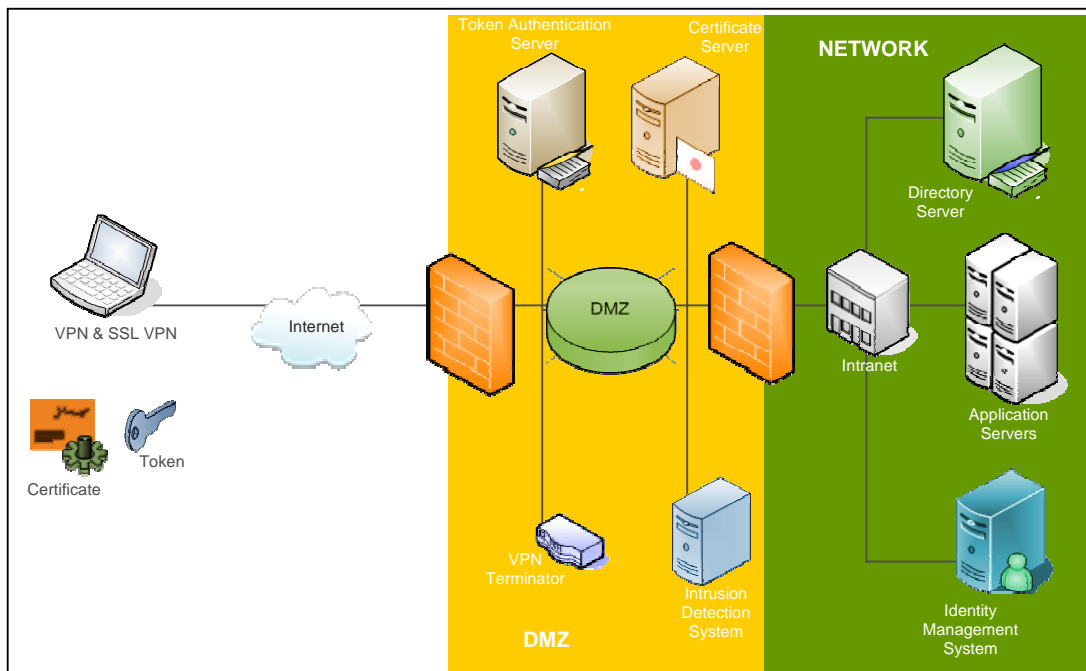 Token Authentication
Server
Certificate
Server
NETWORK
Directory
Server
VPN & SSL VPN
Internet
DMZ
Intranet
Application
Servers
Certificate
Token
VPN
Terminator
Intrusion
Detection
System
Identity
Management
System
DMZ